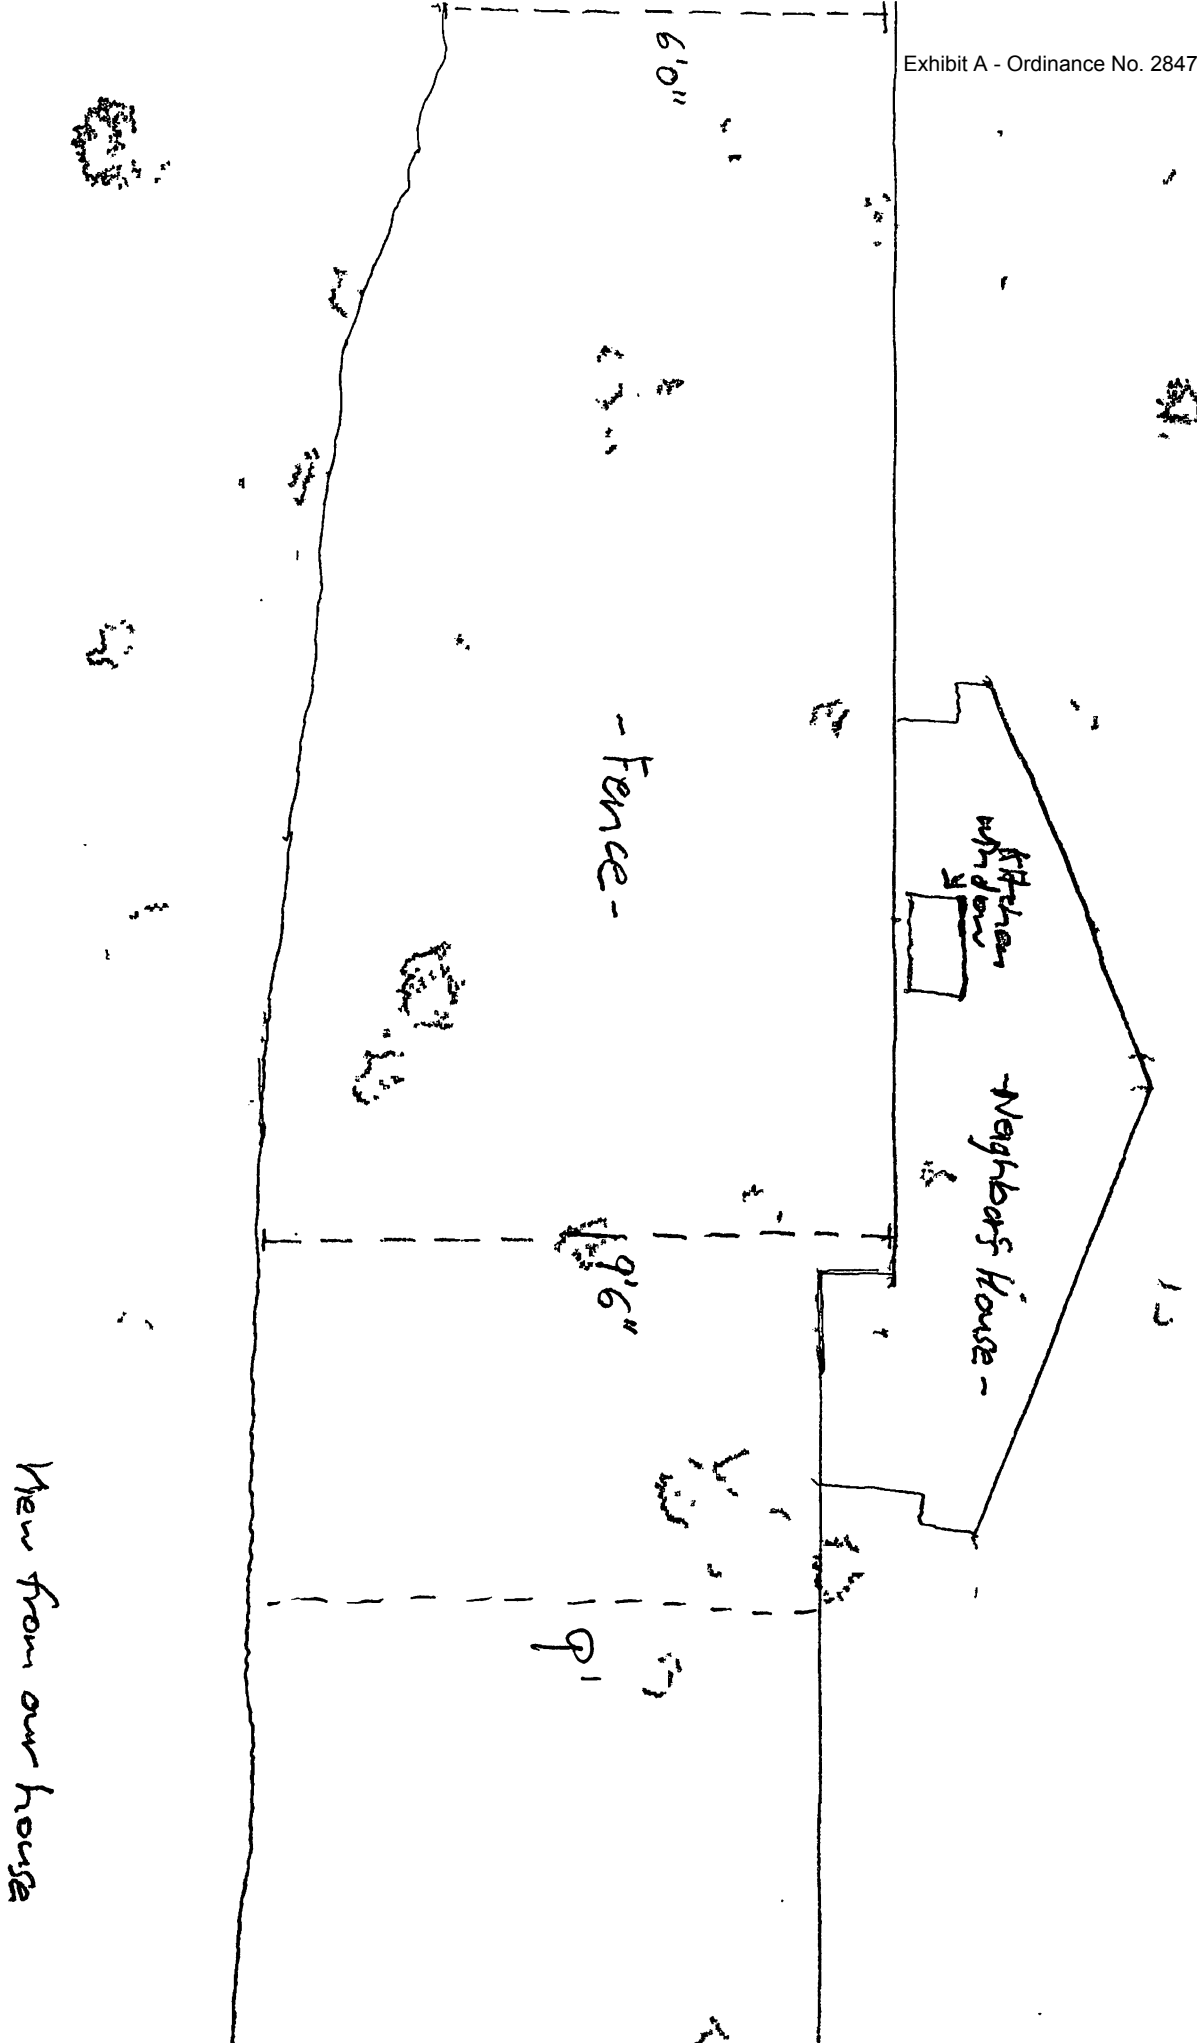 Exhibit A - Ordinance No. 2847
6'0"
Kitchen
window
- Neighbors House -
- Fence -
9'6"
9'
View from our house